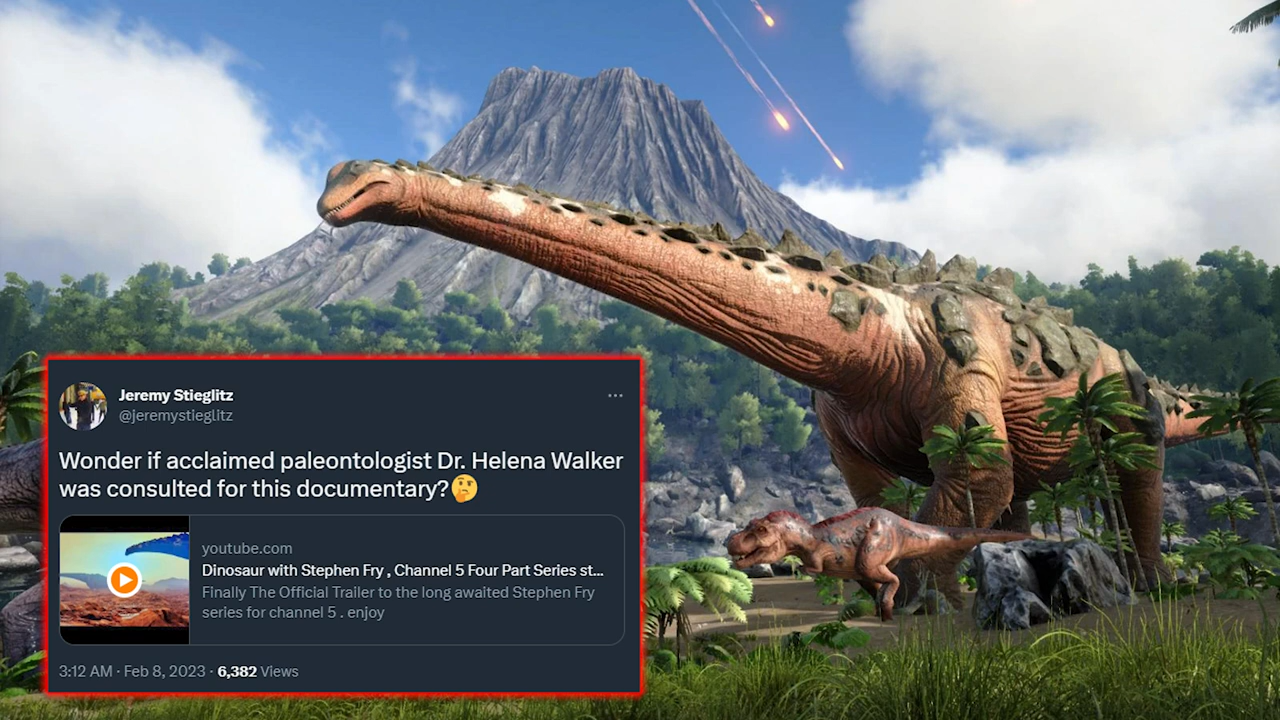 Jeremy Stieglitz
@jeremystieglitz
Wonder if acclaimed paleontologist Dr. Helena Walker
was consulted for this documentary?🤔
youtube.com
Dinosaur with Stephen Fry , Channel 5 Four Part Series st...
Finally The Official Trailer to the long awaited Stephen Fry
series for channel 5 . enjoy
3:12 AM · Feb 8, 2023 · 6,382 Views